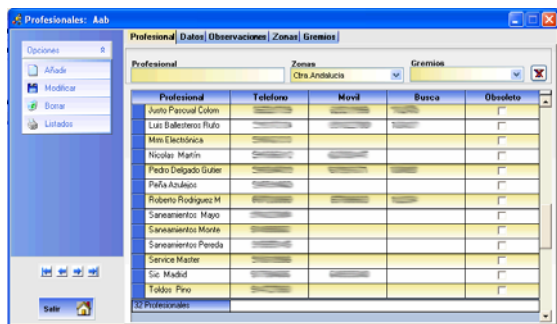 Profesionales: Aab
Profesional Datos Observaciones Zonas Gremios
Opciones
Añadir
Modificar
Borrar
Listados
Profesional Zonas Gremios
Ctra.Andalucia
Profesional Telefono Movil Busca Obsoleto
Justo Pascual Colom
Luis Ballesteros Rufo
Mm Electrónica
Nicolas Martín
Pedro Delgado Gutier
Peña Azulejos
Roberto Rodriguez M
Saneamientos Mayo
Saneamientos Monte
Saneamientos Pereda
Service Master
Sic Madrid
Toldos Pino
32 Profesionales
Salir